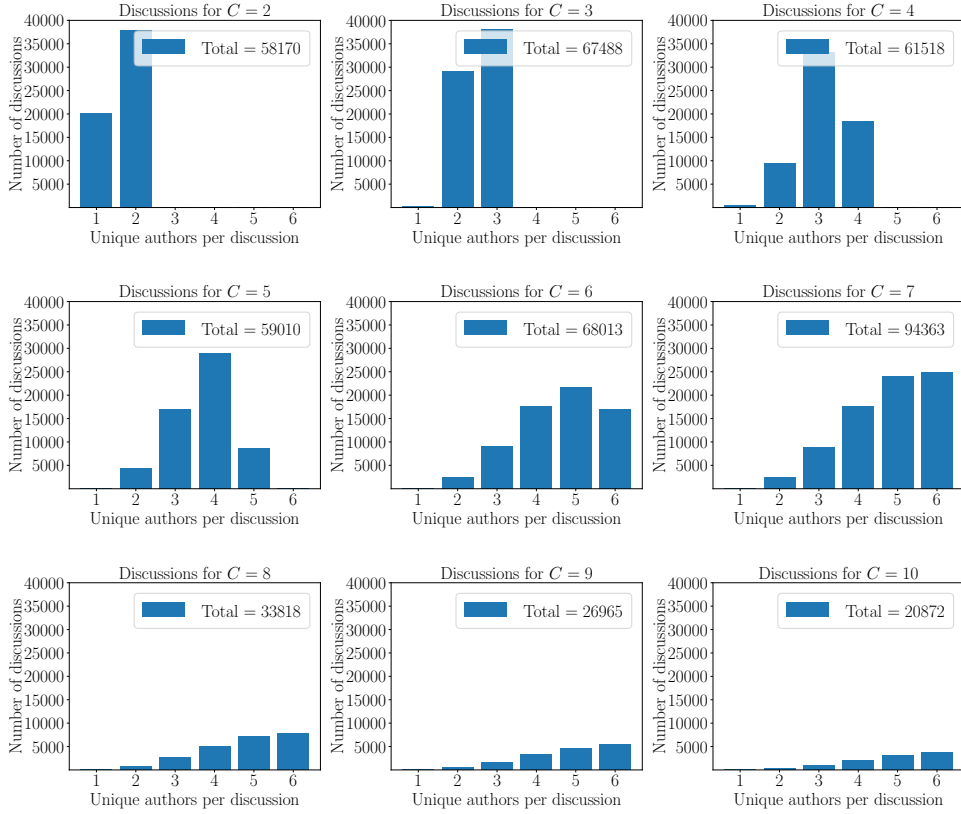 Discussions for C = 2
Number of discussions
40000
35000
30000
25000
20000
15000
10000
5000
Total = 58170
1 2 3 4 5 6
Unique authors per discussion
Discussions for C = 3
Number of discussions
40000
35000
30000
25000
20000
15000
10000
5000
Total = 67488
1 2 3 4 5 6
Unique authors per discussion
Discussions for C = 4
Number of discussions
40000
35000
30000
25000
20000
15000
10000
5000
Total = 61518
1 2 3 4 5 6
Unique authors per discussion
Discussions for C = 5
Number of discussions
40000
35000
30000
25000
20000
15000
10000
5000
Total = 59010
1 2 3 4 5 6
Unique authors per discussion
Discussions for C = 6
Number of discussions
40000
35000
30000
25000
20000
15000
10000
5000
Total = 68013
1 2 3 4 5 6
Unique authors per discussion
Discussions for C = 7
Number of discussions
40000
35000
30000
25000
20000
15000
10000
5000
Total = 94363
1 2 3 4 5 6
Unique authors per discussion
Discussions for C = 8
Number of discussions
40000
35000
30000
25000
20000
15000
10000
5000
Total = 33818
1 2 3 4 5 6
Unique authors per discussion
Discussions for C = 9
Number of discussions
40000
35000
30000
25000
20000
15000
10000
5000
Total = 26965
1 2 3 4 5 6
Unique authors per discussion
Discussions for C = 10
Number of discussions
40000
35000
30000
25000
20000
15000
10000
5000
Total = 20872
1 2 3 4 5 6
Unique authors per discussion